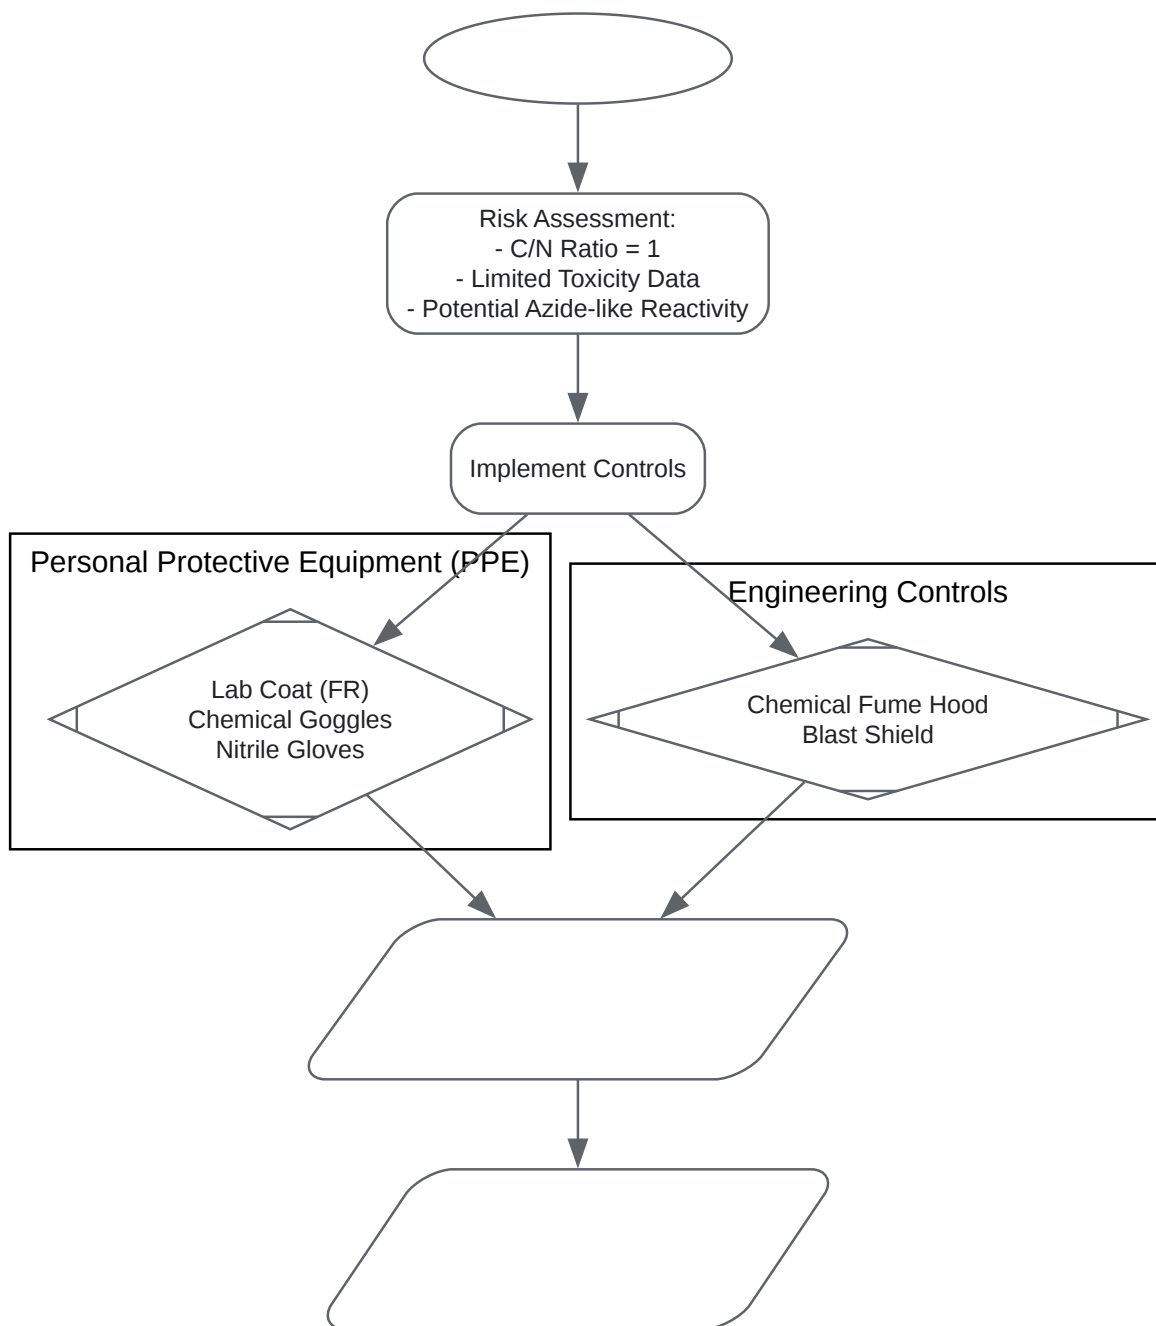 Risk Assessment:
- C/N Ratio = 1
- Limited Toxicity Data
- Potential Azide-like Reactivity
Implement Controls
Personal Protective Equipment (PPE)
Lab Coat (FR)
Chemical Goggles
Nitrile Gloves
Engineering Controls
Chemical Fume Hood
Blast Shield